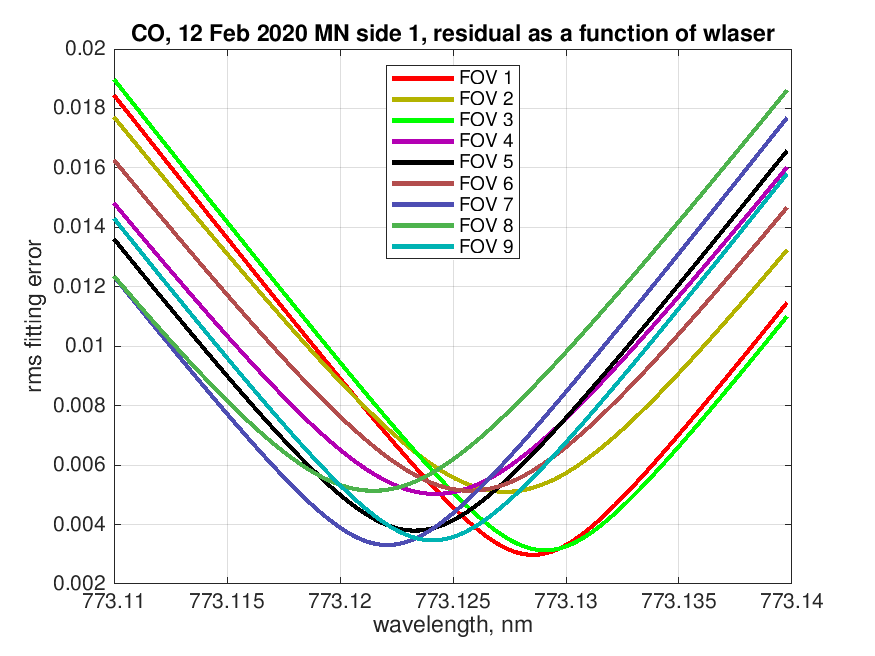 CO, 12 Feb 2020 MN side 1, residual as a function of wlaser
0.02
0.018
0.016
0.014
0.012
0.01
0.008
0.006
0.004
0.002
rms fitting error
FOV 1
FOV 2
FOV 3
FOV 4
FOV 5
FOV 6
FOV 7
FOV 8
FOV 9
773.11 773.115 773.12 773.125 773.13 773.135 773.14
wavelength, nm